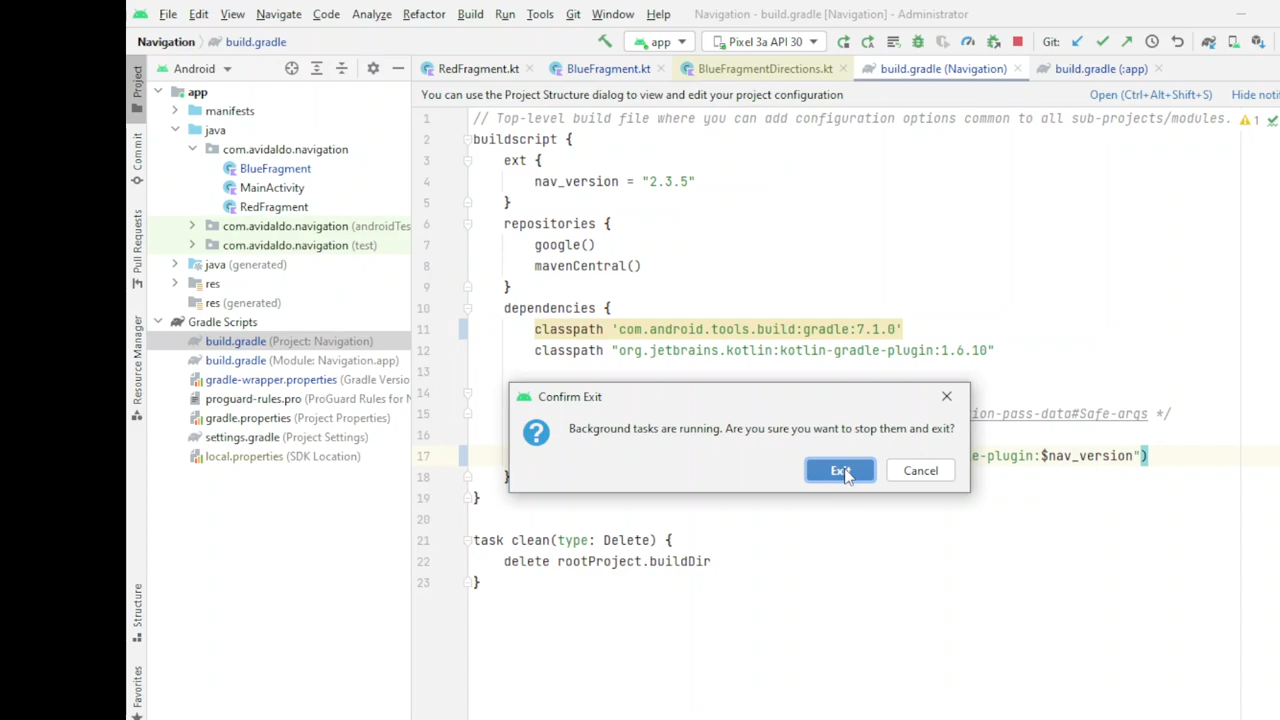 File Edit View Navigate Code Analyze Refactor Build Run Tools Git Window Help Navigation - build.gradle [Navigation] - Administrator
Navigation build.gradle app Pixel 3a API 30 Git:
Project Android RedFragment.kt BlueFragment.kt BlueFragmentDirections.kt build.gradle (Navigation) build.gradle (:app)
You can use the Project Structure dialog to view and edit your project configuration Open (Ctrl+Alt+Shift+S) Hide noti
app
manifests
java
com.avidaldo.navigation
BlueFragment
MainActivity
RedFragment
com.avidaldo.navigation (androidTes
com.avidaldo.navigation (test)
java (generated)
res
res (generated)
Gradle Scripts
build.gradle (Project: Navigation)
build.gradle (Module: Navigation.app)
gradle-wrapper.properties (Gradle Versio
proguard-rules.pro (ProGuard Rules for N
gradle.properties (Project Properties)
settings.gradle (Project Settings)
local.properties (SDK Location)
Commit
Pull Requests
Resource Manager
Structure
Favorites
1 // Top-level build file where you can add configuration options common to all sub-projects/modules. 1
2 buildscript {
3 ext {
4 nav_version = "2.3.5"
5 }
6 repositories {
7 google()
8 mavenCentral()
9 }
10 dependencies {
11 classpath 'com.android.tools.build:gradle:7.1.0'
12 classpath "org.jetbrains.kotlin:kotlin-gradle-plugin:1.6.10"
13
14
15 ion-pass-data#Safe-args */
16
17 e-plugin:$nav_version")
18 }
19 }
20
21 task clean(type: Delete) {
22 delete rootProject.buildDir
23 }
Confirm Exit
Background tasks are running. Are you sure you want to stop them and exit?
Exit Cancel